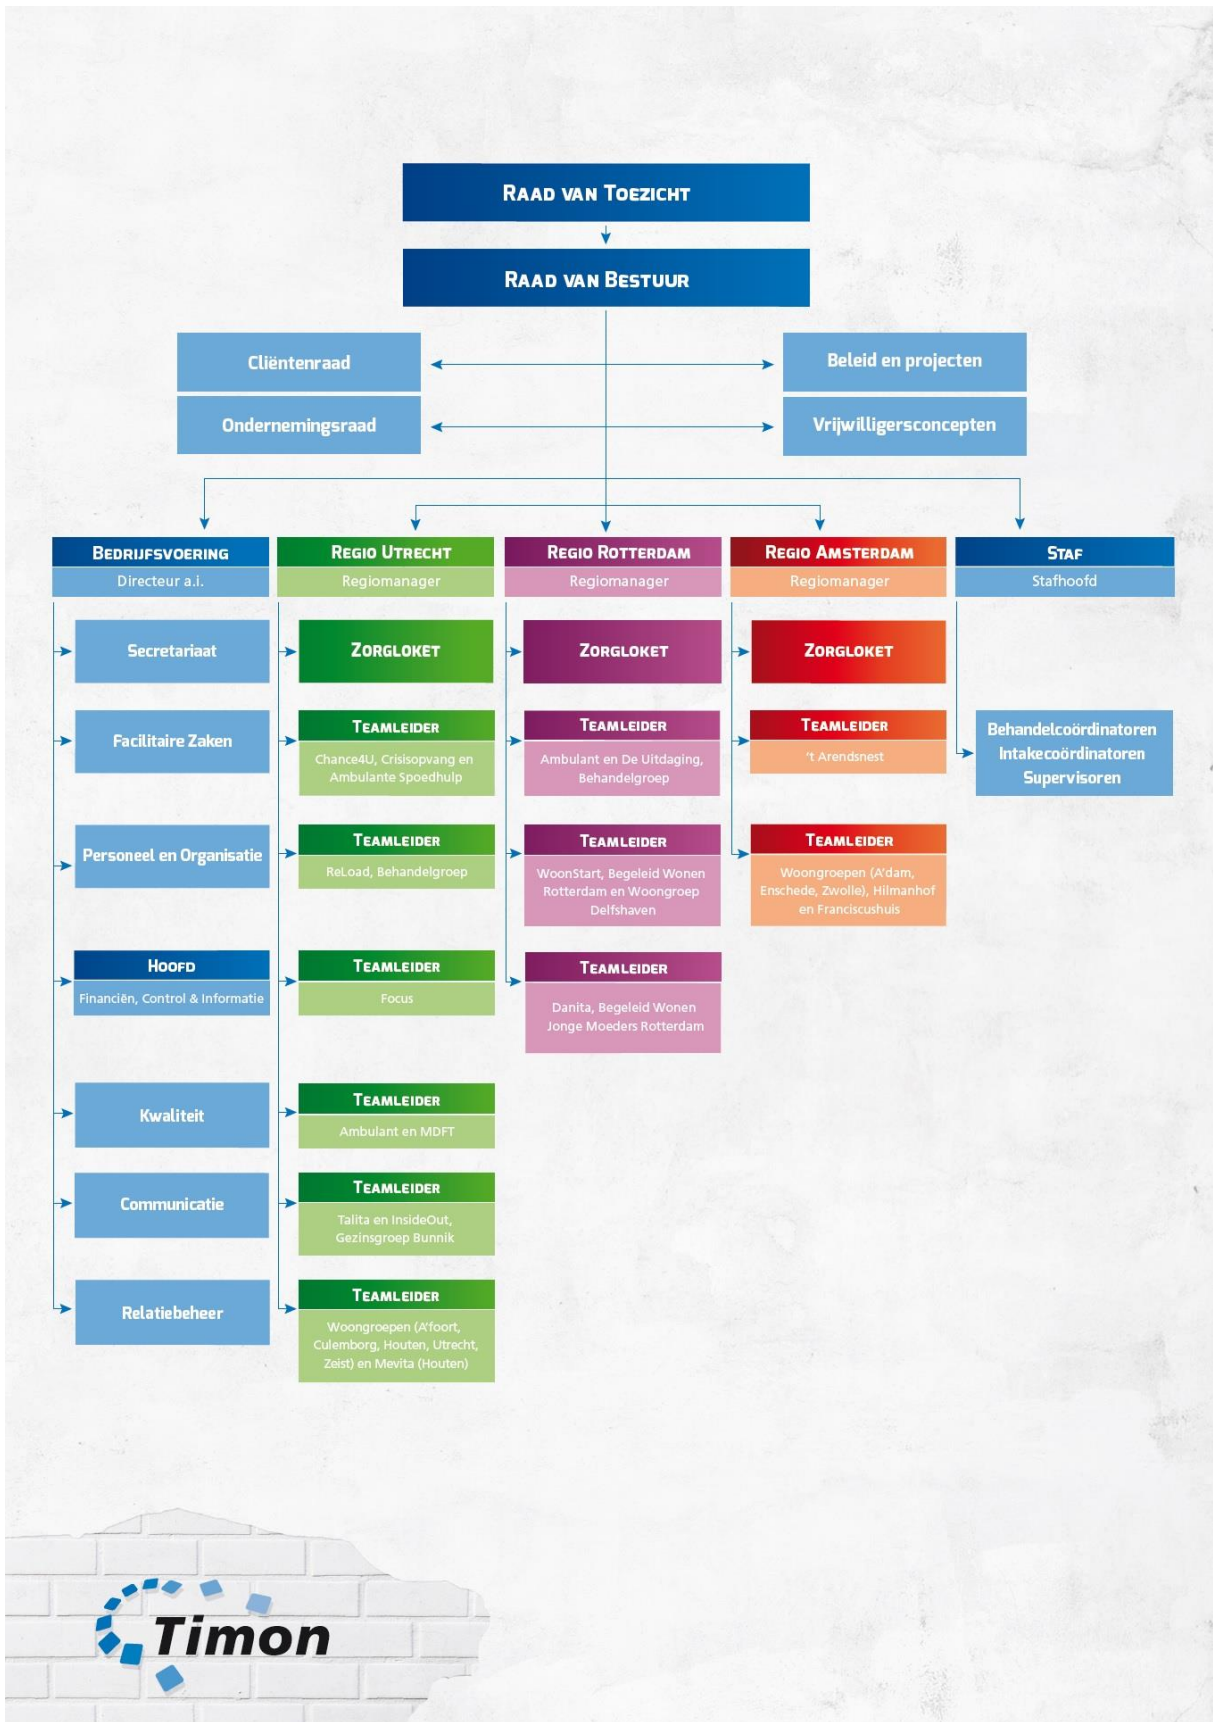 RAAD VAN TOEZICHT
RAAD VAN BESTUUR
Cliëntenraad
Beleid en projecten
Ondernemingsraad
Vrijwilligersconcepten
BEDRIJFSVOERING
Directeur a.i.
Secretariaat
Facilitaire Zaken
Personeel en Organisatie
HOOFD
Financiën, Control & Informatie
Kwaliteit
Communicatie
Relatiebeheer
REGIO UTRECHT
Regiomanager
ZORGLOKET
TEAMLEIDER
Chance4U, Crisisopvang en
Ambulante Spoedhulp
TEAMLEIDER
ReLoad, Behandelgroep
TEAMLEIDER
Focus
TEAMLEIDER
Ambulant en MDFT
TEAMLEIDER
Talita en InsideOut,
Gezinsgroep Bunnik
TEAMLEIDER
Woongroepen (A'foort,
Culemborg, Houten, Utrecht,
Zeist) en Mevita (Houten)
REGIO ROTTERDAM
Regiomanager
ZORGLOKET
TEAMLEIDER
Ambulant en De Uitdaging,
Behandelgroep
TEAMLEIDER
WoonStart, Begeleid Wonen
Rotterdam en Woongroep
Delfshaven
TEAMLEIDER
Danita, Begeleid Wonen
Jonge Moeders Rotterdam
REGIO AMSTERDAM
Regiomanager
ZORGLOKET
TEAMLEIDER
't Arendsnest
TEAMLEIDER
Woongroepen (A'dam,
Enschede, Zwolle), Hilmanhof
en Franciscushuis
STAF
Stafhoofd
Behandelcoördinatoren
Intakecoördinatoren
Supervisoren
Timon